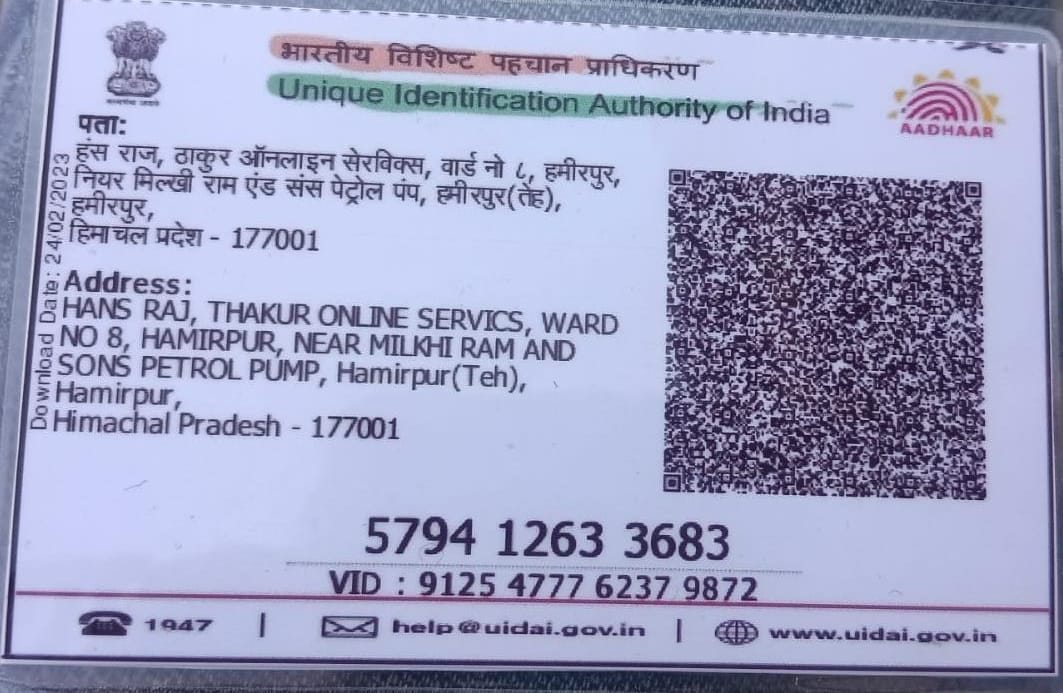 भारतीय विशिष्ट पहचान प्राधिकरण
Unique Identification Authority of India
AADHAAR
पता:
हंस राज, ठाकुर ऑनलाइन सेरविक्स, वार्ड नो ८, हमीरपुर,
नियर मिल्खी राम एंड संस पेट्रोल पंप, हमीरपुर(तेह),
हमीरपुर,
हिमाचल प्रदेश - 177001
Address:
HANS RAJ, THAKUR ONLINE SERVICS, WARD
NO 8, HAMIRPUR, NEAR MILKHI RAM AND
SONS PETROL PUMP, Hamirpur(Teh),
Hamirpur,
Himachal Pradesh - 177001
Download Date: 24/02/2023
5794 1263 3683
VID : 9125 4777 6237 9872
1947 | help@uidai.gov.in | www.uidai.gov.in